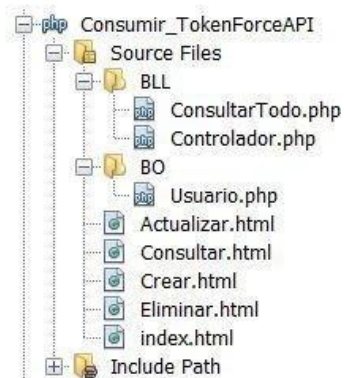 Consumir_TokenForceAPI
Source Files
BLL
ConsultarTodo.php
Controlador.php
BO
Usuario.php
Actualizar.html
Consultar.html
Crear.html
Eliminar.html
index.html
Include Path